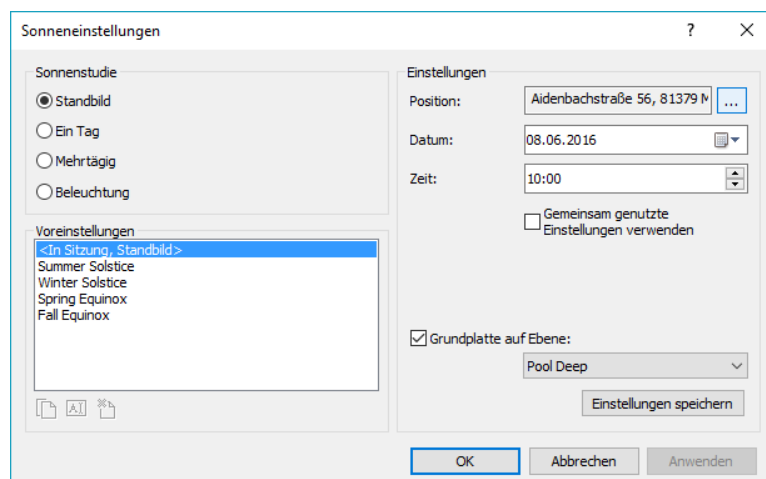 Sonneneinstellungen
?
Sonnenstudie
Standbild
Ein Tag
Mehrtägig
Beleuchtung
Voreinstellungen
<In Sitzung, Standbild>
Summer Solstice
Winter Solstice
Spring Equinox
Fall Equinox
AI
Einstellungen
Position:
Aidenbachstraße 56, 81379 M
...
Datum:
08.06.2016
Zeit:
10:00
Gemeinsam genutzte
Einstellungen verwenden
Grundplatte auf Ebene:
Pool Deep
Einstellungen speichern
OK
Abbrechen
Anwenden